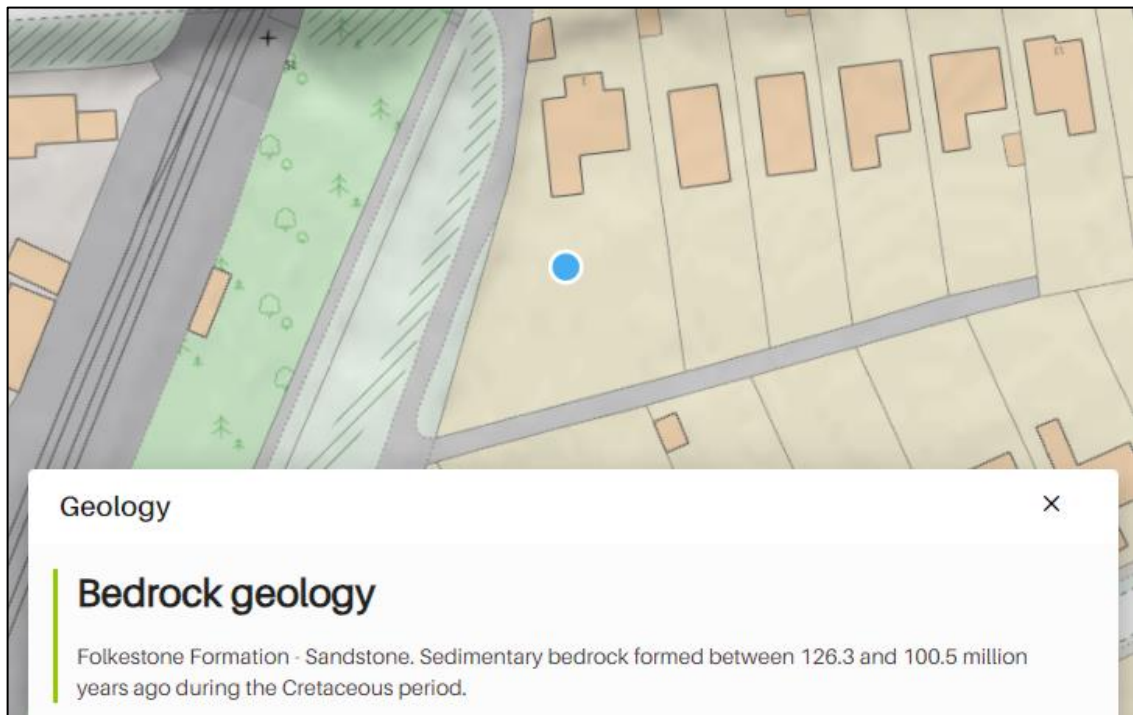 Geology
Bedrock geology
Folkestone Formation - Sandstone. Sedimentary bedrock formed between 126.3 and 100.5 million
years ago during the Cretaceous period.